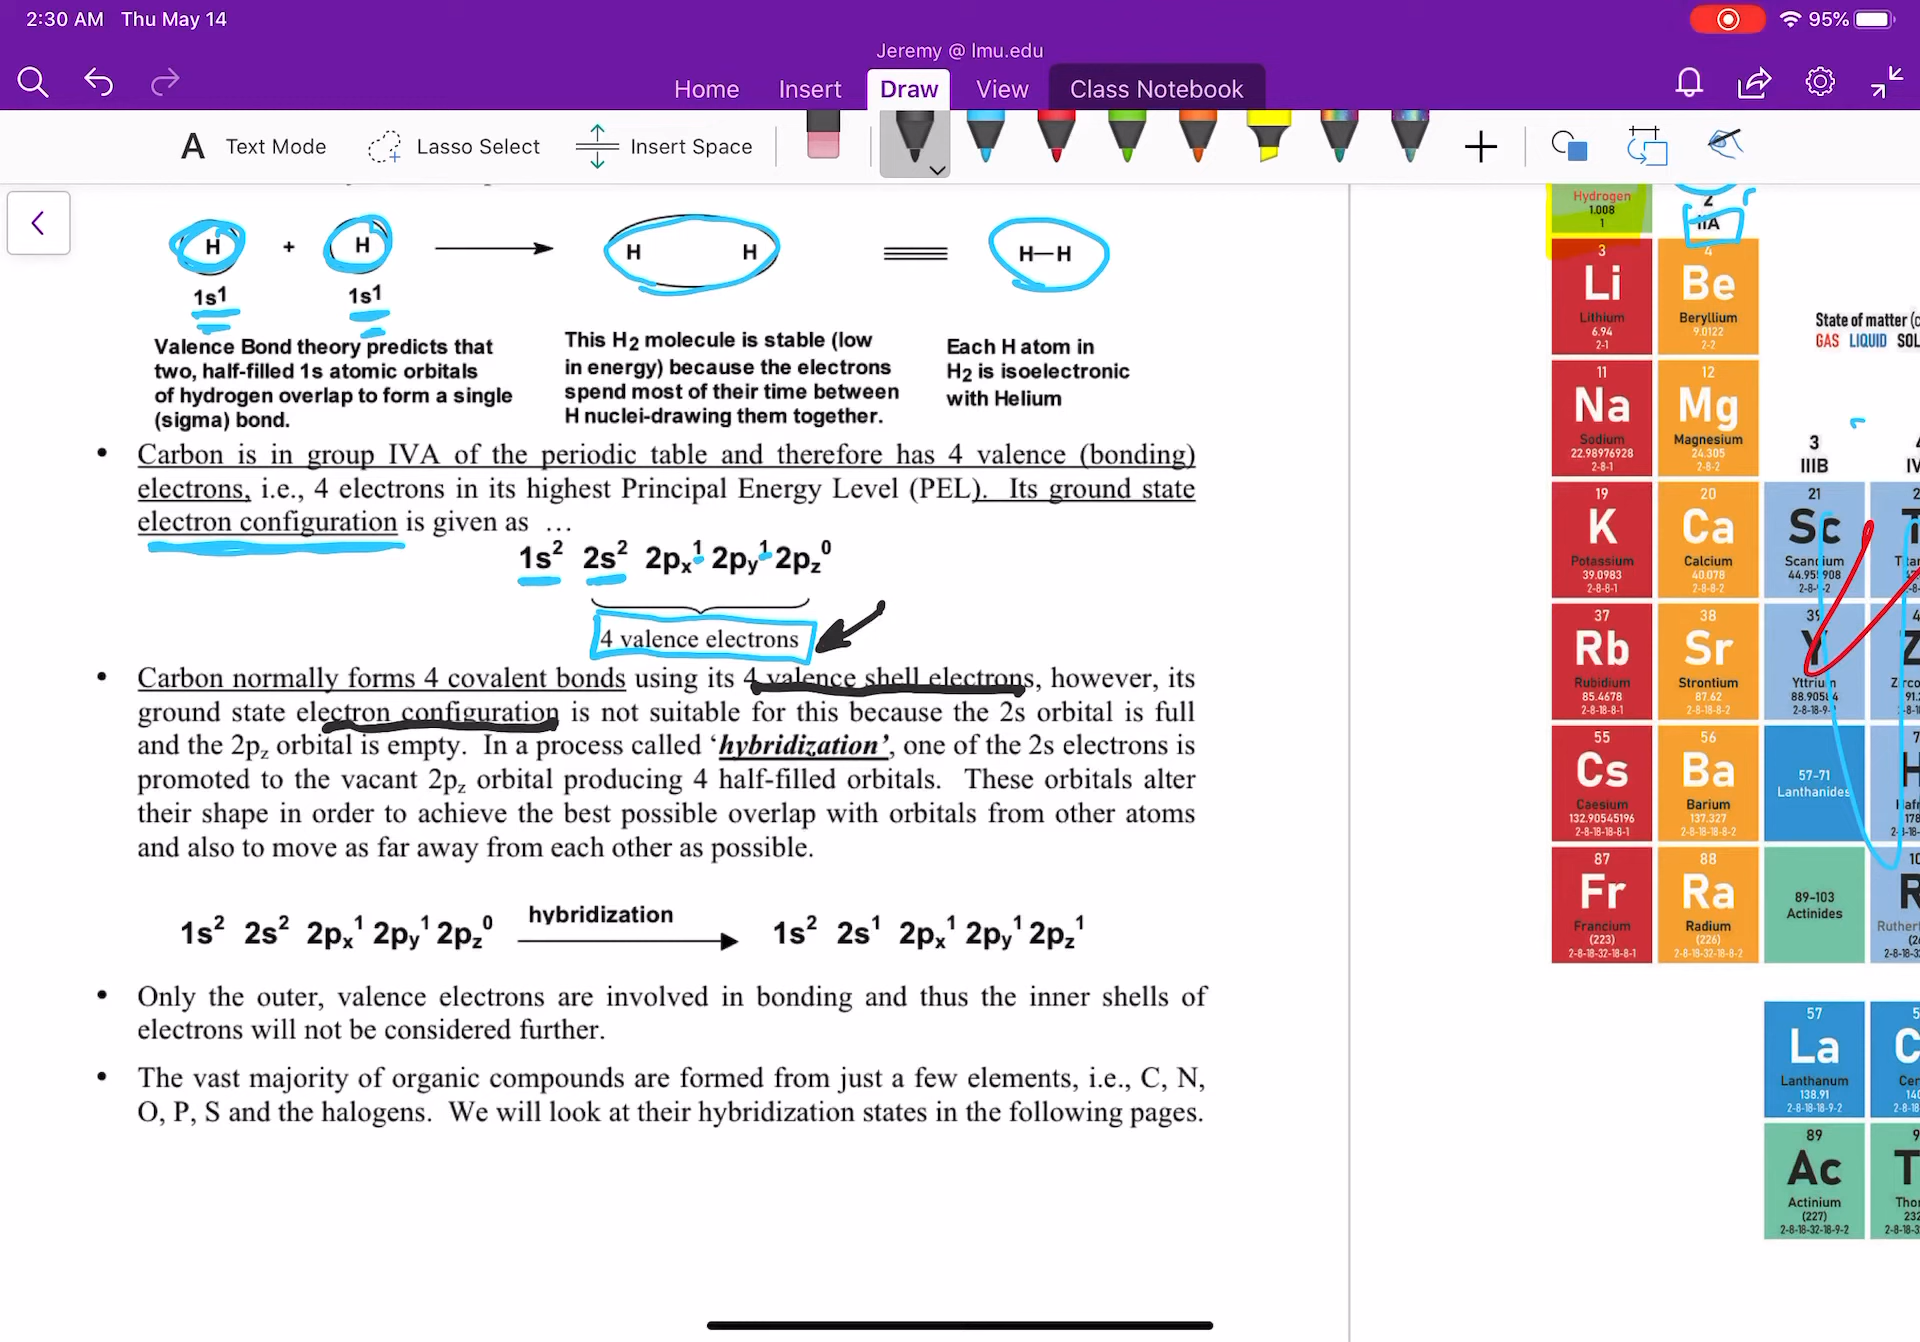 2:30 AM Thu May 14
95%
Jeremy @ lmu.edu
Home Insert Draw View Class Notebook
A Text Mode Lasso Select Insert Space
H + H H H H—H
1s1 1s1
Valence Bond theory predicts that
two, half-filled 1s atomic orbitals
of hydrogen overlap to form a single
(sigma) bond.
This H2 molecule is stable (low
in energy) because the electrons
spend most of their time between
H nuclei-drawing them together.
Each H atom in
H2 is isoelectronic
with Helium
• Carbon is in group IVA of the periodic table and therefore has 4 valence (bonding)
electrons, i.e., 4 electrons in its highest Principal Energy Level (PEL). Its ground state
electron configuration is given as …
1s² 2s² 2pₓ¹ 2py¹ 2pz⁰
4 valence electrons
• Carbon normally forms 4 covalent bonds using its 4 valence shell electrons, however, its
ground state electron configuration is not suitable for this because the 2s orbital is full
and the 2pz orbital is empty. In a process called ‘hybridization’, one of the 2s electrons is
promoted to the vacant 2pz orbital producing 4 half-filled orbitals. These orbitals alter
their shape in order to achieve the best possible overlap with orbitals from other atoms
and also to move as far away from each other as possible.
1s² 2s² 2pₓ¹ 2py¹ 2pz⁰ hybridization 1s² 2s¹ 2pₓ¹ 2py¹ 2pz¹
• Only the outer, valence electrons are involved in bonding and thus the inner shells of
electrons will not be considered further.
• The vast majority of organic compounds are formed from just a few elements, i.e., C, N,
O, P, S and the halogens. We will look at their hybridization states in the following pages.
Hydrogen
1.008
1
2
IIA
3
Li
Lithium
6.94
2-1
4
Be
Beryllium
9.0122
2-2
State of matter
GAS LIQUID
11
Na
Sodium
22.98976928
2-8-1
12
Mg
Magnesium
24.305
2-8-2
3
IIIB
19
K
Potassium
39.0983
2-8-8-1
20
Ca
Calcium
40.078
2-8-8-2
21
Sc
Scandium
44.955908
37
Rb
Rubidium
85.4678
2-8-18-8-1
38
Sr
Strontium
87.62
2-8-18-8-2
39
Y
Yttrium
55
Cs
Caesium
132.90545196
2-8-18-18-8-1
56
Ba
Barium
137.327
2-8-18-18-8-2
57-71
Lanthanides
87
Fr
Francium
(223)
2-8-18-32-18-8-1
88
Ra
Radium
(226)
2-8-18-32-18-8-2
89-103
Actinides
57
La
Lanthanum
138.91
2-8-18-18-9-2
89
Ac
Actinium
(227)
2-8-18-32-18-9-2